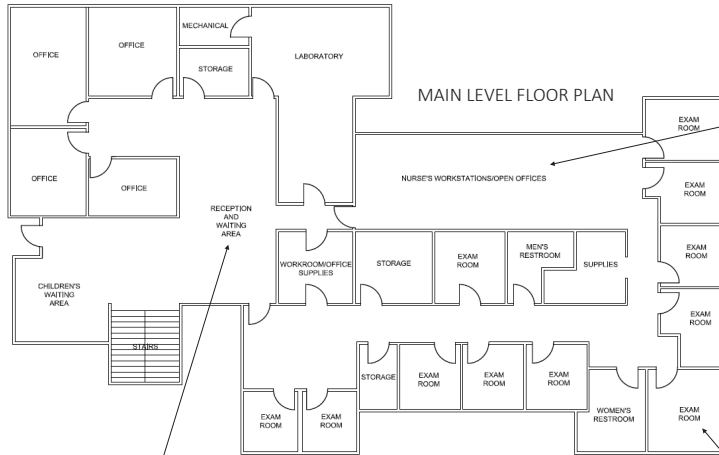 MECHANICAL
OFFICE
OFFICE
LABORATORY
STORAGE
MAIN LEVEL FLOOR PLAN
EXAM
ROOM
OFFICE
OFFICE
NURSE'S WORKSTATIONS/OPEN OFFICES
EXAM
ROOM
RECEPTION
AND
WAITING
AREA
MEN'S
RESTROOM
EXAM
ROOM
WORKROOM/OFFICE
SUPPLIES
STORAGE
EXAM
ROOM
SUPPLIES
CHILDREN'S
WAITING
AREA
EXAM
ROOM
STAIRS
STORAGE
EXAM
ROOM
EXAM
ROOM
EXAM
ROOM
EXAM
ROOM
EXAM
ROOM
WOMEN'S
RESTROOM
EXAM
ROOM